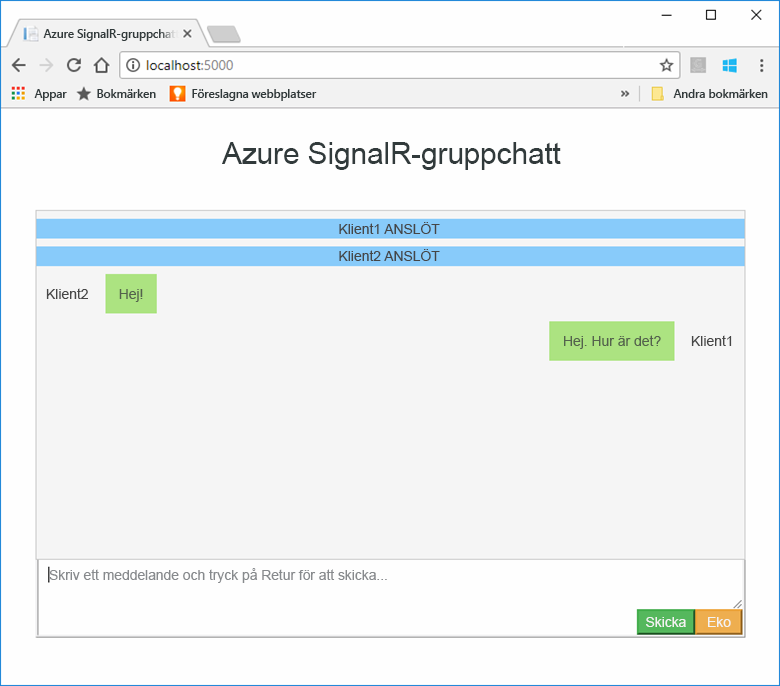 Azure SignalR-gruppchatt
localhost:5000
Appar Bokmärken Föreslagna webbplatser » Andra bokmärken
Azure SignalR-gruppchatt
Klient1 ANSLÖT
Klient2 ANSLÖT
Klient2 Hej!
Hej. Hur är det? Klient1
Skriv ett meddelande och tryck på Retur för att skicka...
Skicka Eko